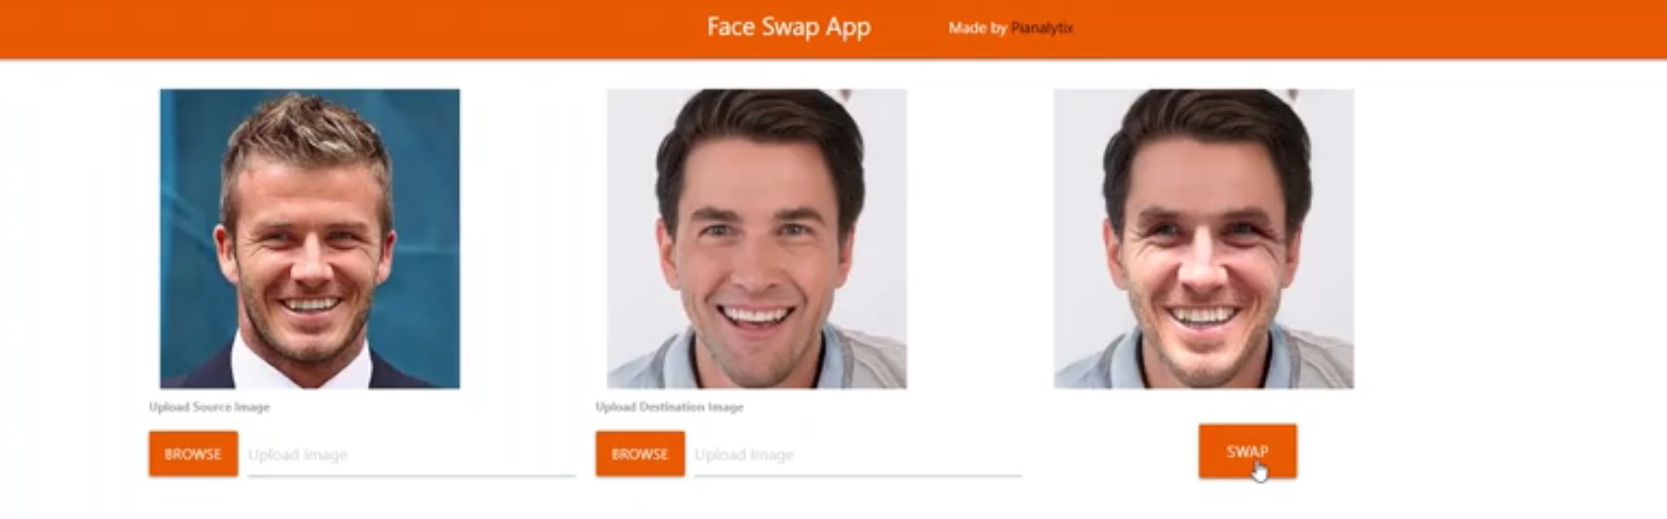 Face Swap App Made by Pianalytix
Upload Source Image
Upload Destination Image
BROWSE Upload Image
BROWSE Upload Image
SWAP